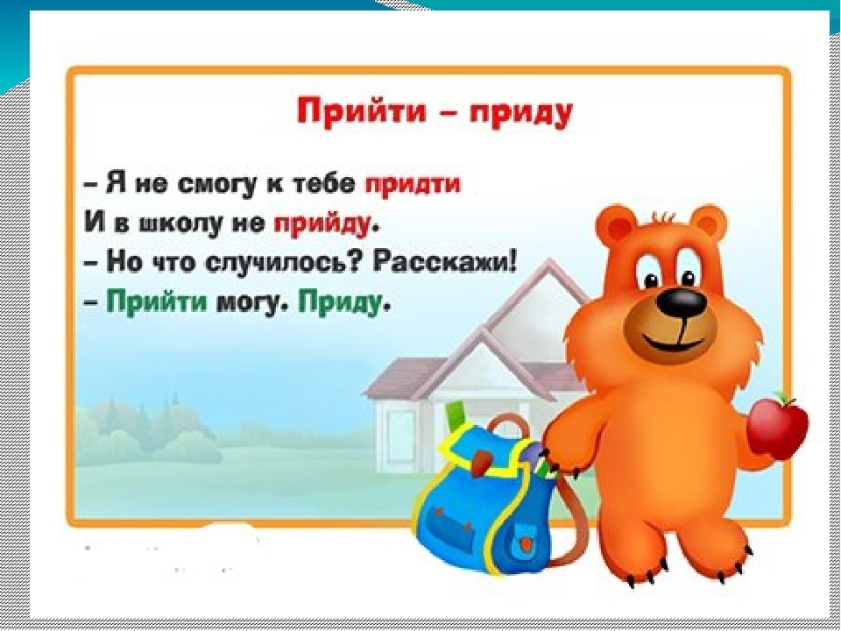 Прийти – приду
– Я не смогу к тебе придти
И в школу не прийду.
– Но что случилось? Расскажи!
– Прийти могу. Приду.